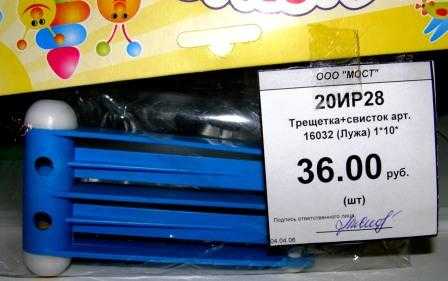 ООО "МОСТ"
20ИР28
Трещетка+свисток арт.
16032 (Лужа) 1*10*
36.00 руб.
(шт)
Подпись ответственного лица
04.04.06